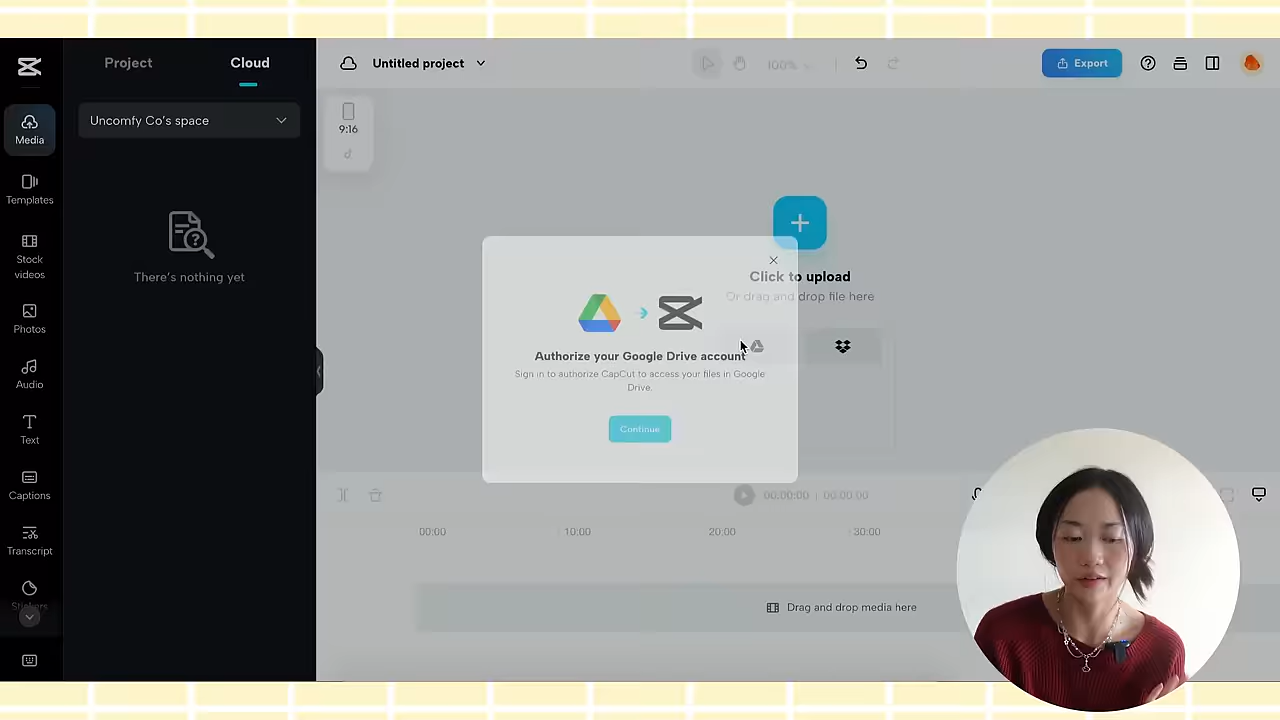 Project
Cloud
Untitled project
100%
Export
Uncomfy Co's space
Media
9:16
Templates
Stock
videos
There's nothing yet
Click to upload
Or drag and drop file here
Photos
Authorize your Google Drive account
Sign in to authorize CapCut to access your files in Google
Drive.
Audio
Continue
Text
Captions
00:00:00 | 00:00:00
00:00
10:00
20:00
30:00
Transcript
Stickers
Drag and drop media here